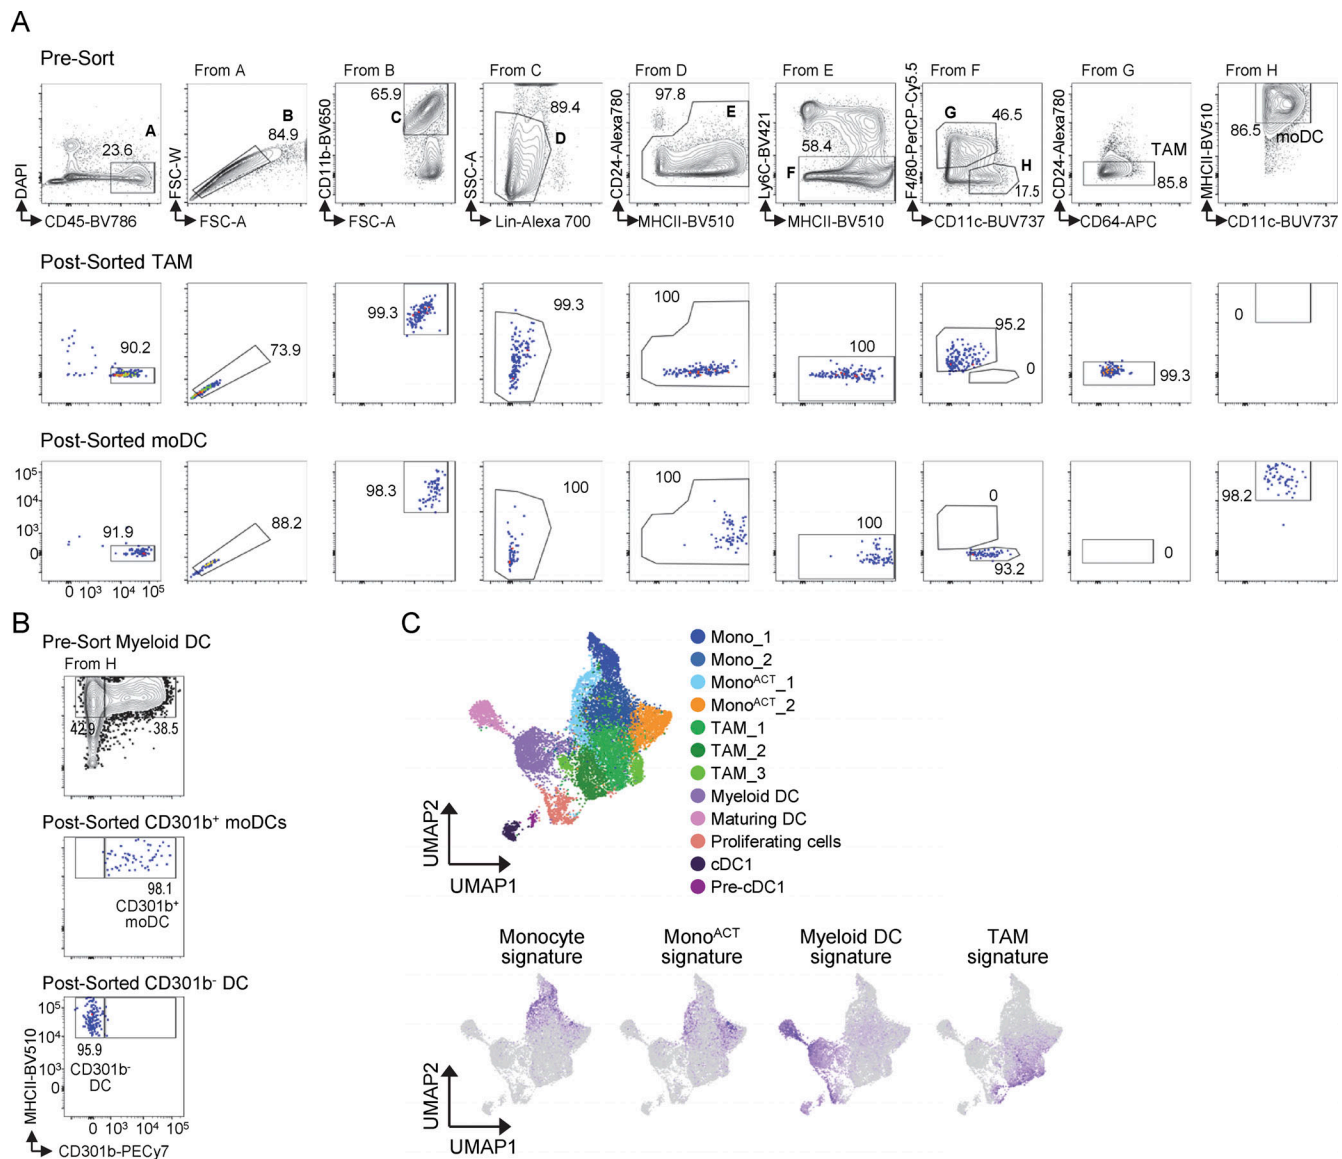 A
Pre-Sort
From A
From B
From C
From D
From E
From F
From G
From H
DAPI
A
23.6
CD45-BV786
FSC-W
B
84.9
FSC-A
CD11b-BV650
65.9
C
FSC-A
SSC-A
89.4
D
Lin-Alexa 700
CD24-Alexa780
97.8
E
MHCII-BV510
Ly6C-BV421
58.4
F
MHCII-BV510
F4/80-PerCP-Cy5.5
G
46.5
H
17.5
CD11c-BUV737
CD24-Alexa780
TAM
85.8
CD64-APC
MHCII-BV510
86.5
moDC
CD11c-BUV737
Post-Sorted TAM
90.2
73.9
99.3
99.3
100
100
95.2
0
99.3
0
Post-Sorted moDC
10⁵
10⁴
10³
0
91.9
0 10³ 10⁴ 10⁵
88.2
98.3
100
100
100
0
93.2
0
98.2
B
Pre-Sort Myeloid DC
From H
42.9
38.5
Post-Sorted CD301b⁺ moDCs
98.1
CD301b⁺
moDC
Post-Sorted CD301b⁻ DC
MHCII-BV510
10⁵
10⁴
10³
0
95.9
CD301b⁻
DC
0 10³ 10⁴ 10⁵
CD301b-PECy7
C
UMAP2
UMAP1
Mono_1
Mono_2
Monoᴬᶜᵀ_1
Monoᴬᶜᵀ_2
TAM_1
TAM_2
TAM_3
Myeloid DC
Maturing DC
Proliferating cells
cDC1
Pre-cDC1
Monocyte
signature
Monoᴬᶜᵀ
signature
Myeloid DC
signature
TAM
signature
UMAP2
UMAP1